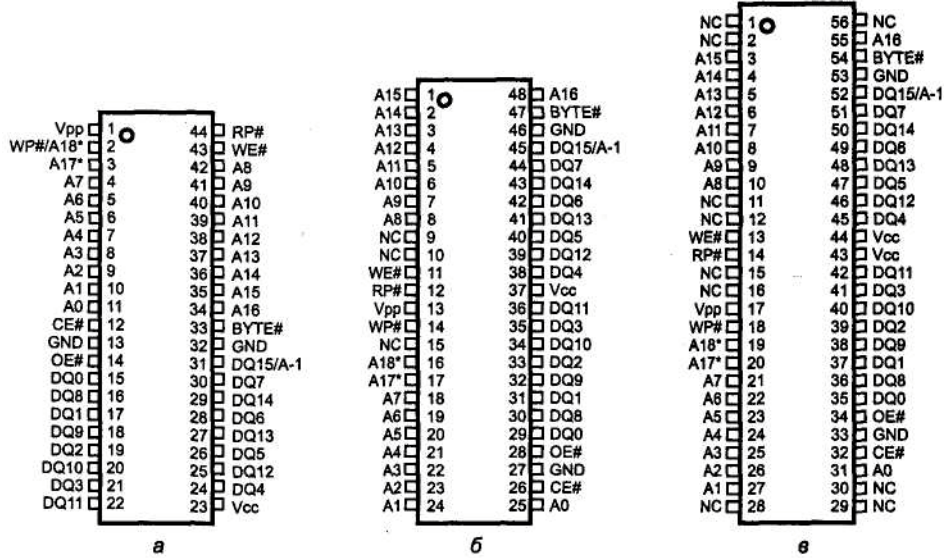 Vpp 1 44 RP#
WP#/A18* 2 43 WE#
A17* 3 42 A8
A7 4 41 A9
A6 5 40 A10
A5 6 39 A11
A4 7 38 A12
A3 8 37 A13
A2 9 36 A14
A1 10 35 A15
A0 11 34 A16
CE# 12 33 BYTE#
GND 13 32 GND
OE# 14 31 DQ15/A-1
DQ0 15 30 DQ7
DQ8 16 29 DQ14
DQ1 17 28 DQ6
DQ9 18 27 DQ13
DQ2 19 26 DQ5
DQ10 20 25 DQ12
DQ3 21 24 DQ4
DQ11 22 23 Vcc
а
A15 1 48 A16
A14 2 47 BYTE#
A13 3 46 GND
A12 4 45 DQ15/A-1
A11 5 44 DQ7
A10 6 43 DQ14
A9 7 42 DQ6
A8 8 41 DQ13
NC 9 40 DQ5
NC 10 39 DQ12
WE# 11 38 DQ4
RP# 12 37 Vcc
Vpp 13 36 DQ11
WP# 14 35 DQ3
NC 15 34 DQ10
A18* 16 33 DQ2
A17* 17 32 DQ9
A7 18 31 DQ1
A6 19 30 DQ8
A5 20 29 DQ0
A4 21 28 OE#
A3 22 27 GND
A2 23 26 CE#
A1 24 25 A0
б
NC 1 56 NC
NC 2 55 A16
A15 3 54 BYTE#
A14 4 53 GND
A13 5 52 DQ15/A-1
A12 6 51 DQ7
A11 7 50 DQ14
A10 8 49 DQ6
A9 9 48 DQ13
A8 10 47 DQ5
NC 11 46 DQ12
NC 12 45 DQ4
WE# 13 44 Vcc
RP# 14 43 Vcc
NC 15 42 DQ11
NC 16 41 DQ3
Vpp 17 40 DQ10
WP# 18 39 DQ2
A18* 19 38 DQ9
A17* 20 37 DQ1
A7 21 36 DQ8
A6 22 35 DQ0
A5 23 34 OE#
A4 24 33 GND
A3 25 32 CE#
A2 26 31 A0
A1 27 30 NC
NC 28 29 NC
в